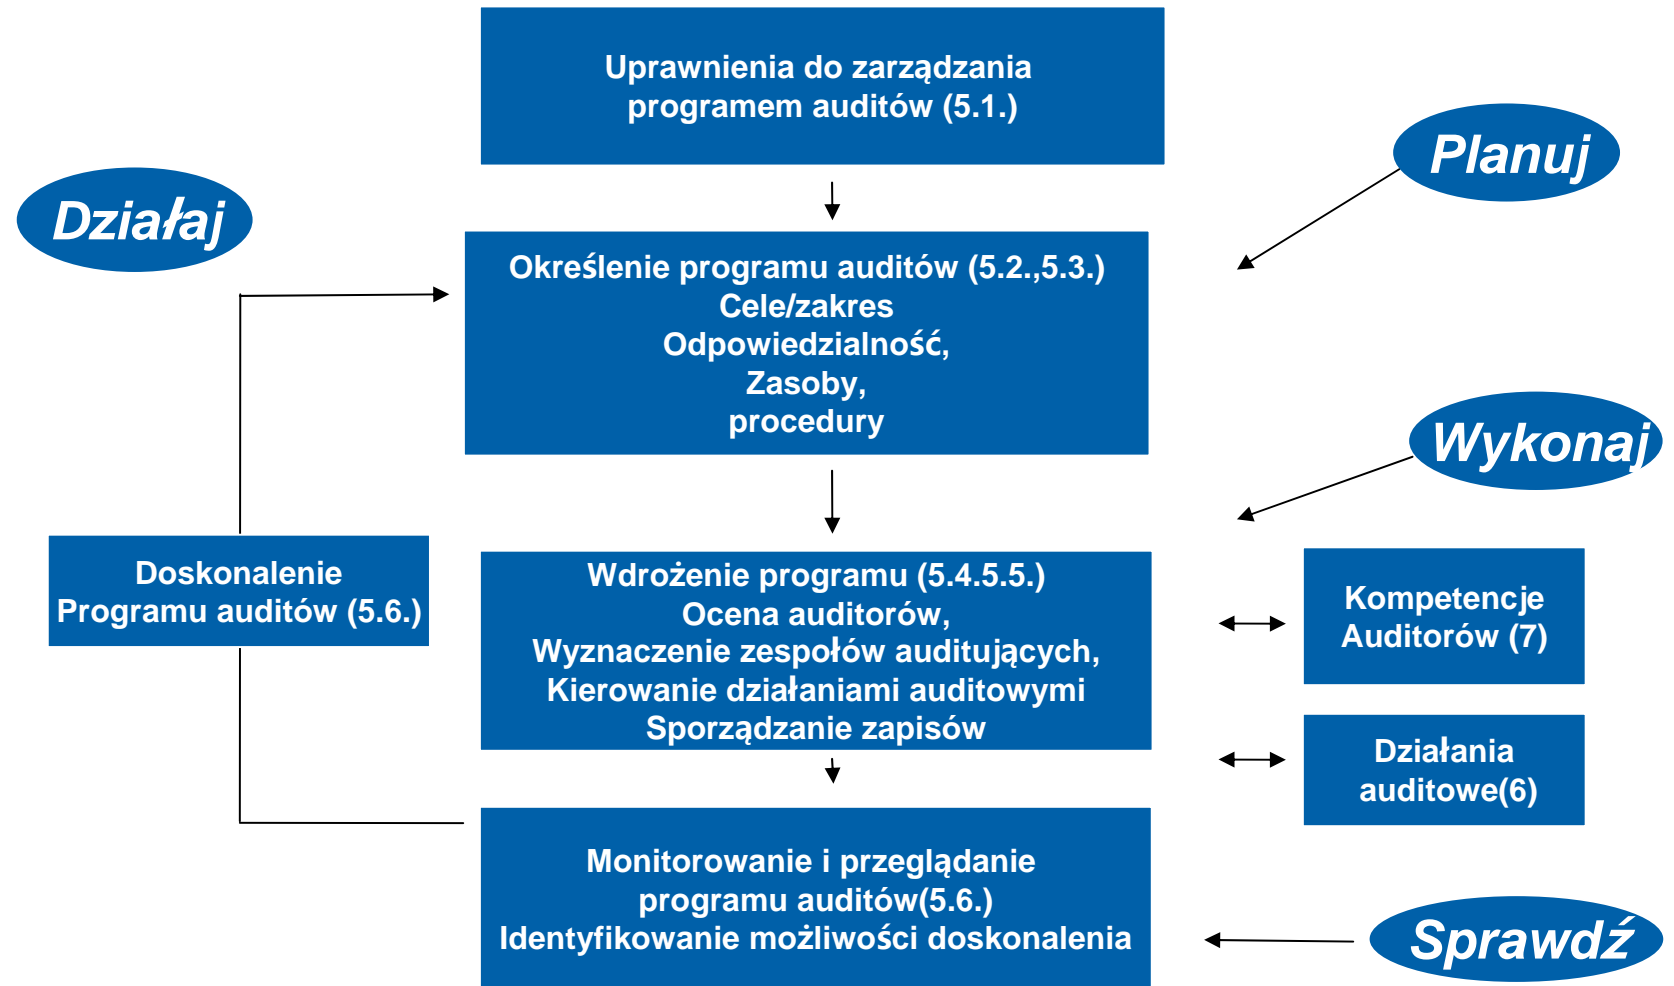 Uprawnienia do zarządzania
programem auditów (5.1.)
Planuj
Działaj
Określenie programu auditów (5.2.,5.3.)
Cele/zakres
Odpowiedzialność,
Zasoby,
procedury
Wykonaj
Doskonalenie
Programu auditów (5.6.)
Wdrożenie programu (5.4.5.5.)
Ocena auditorów,
Wyznaczenie zespołów auditujących,
Kierowanie działaniami auditowymi
Sporządzanie zapisów
Kompetencje
Auditorów (7)
Działania
auditowe(6)
Monitorowanie i przeglądanie
programu auditów(5.6.)
Identyfikowanie możliwości doskonalenia
Sprawdź